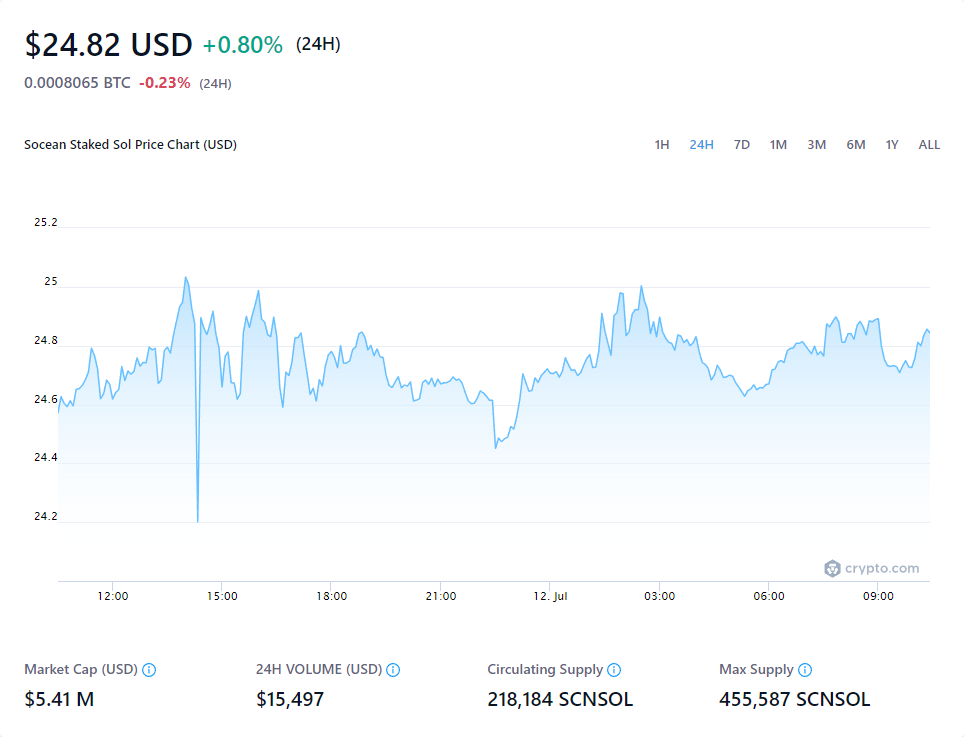 $24.82 USD +0.80% (24H)
0.0008065 BTC -0.23% (24H)
Socean Staked Sol Price Chart (USD)
1H 24H 7D 1M 3M 6M 1Y ALL
25.2
25
24.8
24.6
24.4
24.2
crypto.com
12:00 15:00 18:00 21:00 12. Jul 03:00 06:00 09:00
Market Cap (USD) 24H VOLUME (USD) Circulating Supply Max Supply
$5.41 M $15,497 218,184 SCNSOL 455,587 SCNSOL